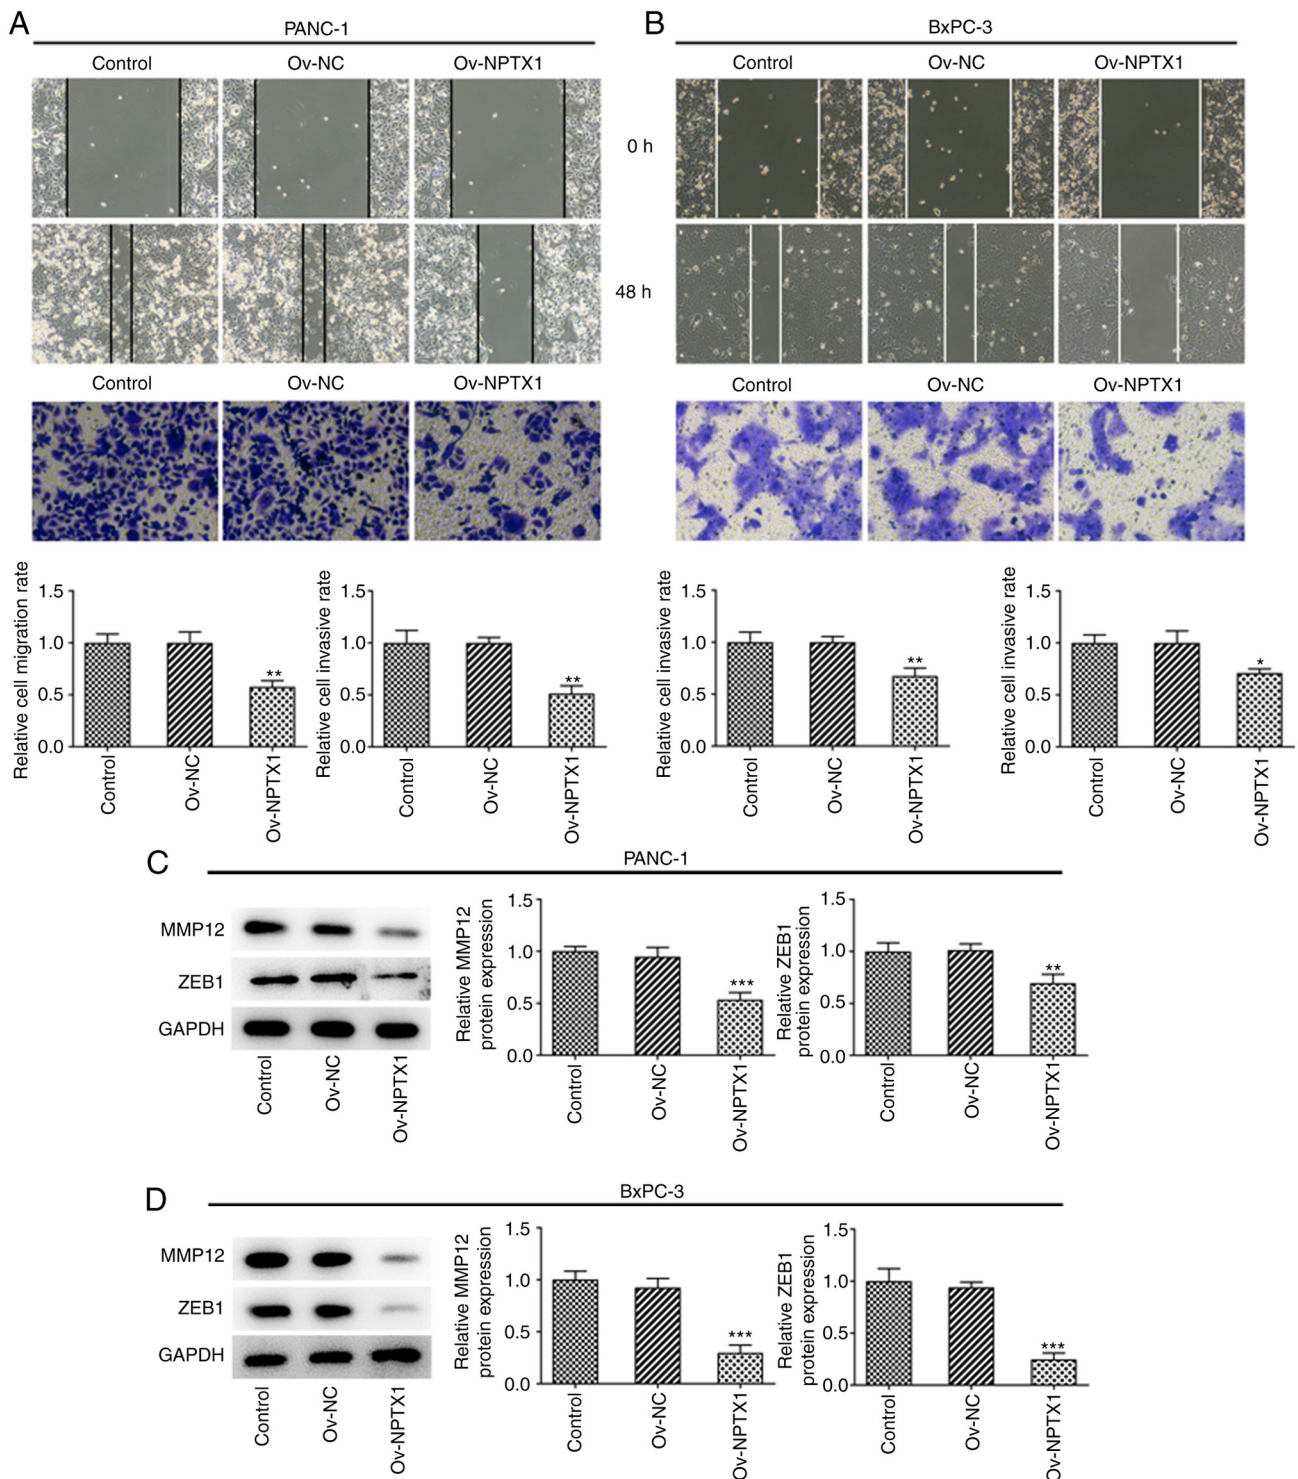 A
PANC-1
Control Ov-NC Ov-NPTX1
B
BxPC-3
Control Ov-NC Ov-NPTX1
0 h
48 h
Control Ov-NC Ov-NPTX1
Control Ov-NC Ov-NPTX1
Relative cell migration rate
1.5
1.0
0.5
0.0
**
Control
Ov-NC
Ov-NPTX1
Relative cell invasive rate
1.5
1.0
0.5
0.0
**
Control
Ov-NC
Ov-NPTX1
Relative cell invasive rate
1.5
1.0
0.5
0.0
**
Control
Ov-NC
Ov-NPTX1
Relative cell invasive rate
1.5
1.0
0.5
0.0
*
Control
Ov-NC
Ov-NPTX1
C
PANC-1
MMP12
ZEB1
GAPDH
Control
Ov-NC
Ov-NPTX1
Relative MMP12
protein expression
1.5
1.0
0.5
0.0
***
Control
Ov-NC
Ov-NPTX1
Relative ZEB1
protein expression
1.5
1.0
0.5
0.0
**
Control
Ov-NC
Ov-NPTX1
D
BxPC-3
MMP12
ZEB1
GAPDH
Control
Ov-NC
Ov-NPTX1
Relative MMP12
protein expression
1.5
1.0
0.5
0.0
***
Control
Ov-NC
Ov-NPTX1
Relative ZEB1
protein expression
1.5
1.0
0.5
0.0
***
Control
Ov-NC
Ov-NPTX1